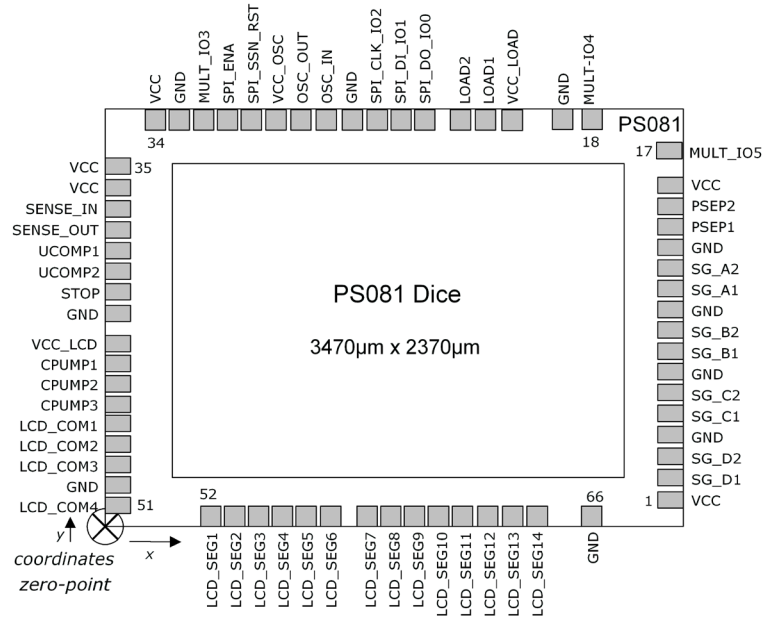 VCC
GND
MULT_IO3
SPI_ENA
SPI_SSN_RST
VCC_OSC
OSC_OUT
OSC_IN
GND
SPI_CLK_IO2
SPI_DI_IO1
SPI_DO_IO0
LOAD2
LOAD1
VCC_LOAD
GND
MULT-IO4
34
18
PS081
17
MULT_IO5
35
VCC
VCC
SENSE_IN
SENSE_OUT
UCOMP1
UCOMP2
STOP
GND
VCC_LCD
CPUMP1
CPUMP2
CPUMP3
LCD_COM1
LCD_COM2
LCD_COM3
GND
LCD_COM4
51
PS081 Dice
3470µm x 2370µm
VCC
PSEP2
PSEP1
GND
SG_A2
SG_A1
GND
SG_B2
SG_B1
GND
SG_C2
SG_C1
GND
SG_D2
SG_D1
1
VCC
52
66
LCD_SEG1
LCD_SEG2
LCD_SEG3
LCD_SEG4
LCD_SEG5
LCD_SEG6
LCD_SEG7
LCD_SEG8
LCD_SEG9
LCD_SEG10
LCD_SEG11
LCD_SEG12
LCD_SEG13
LCD_SEG14
GND
y
x
coordinates
zero-point